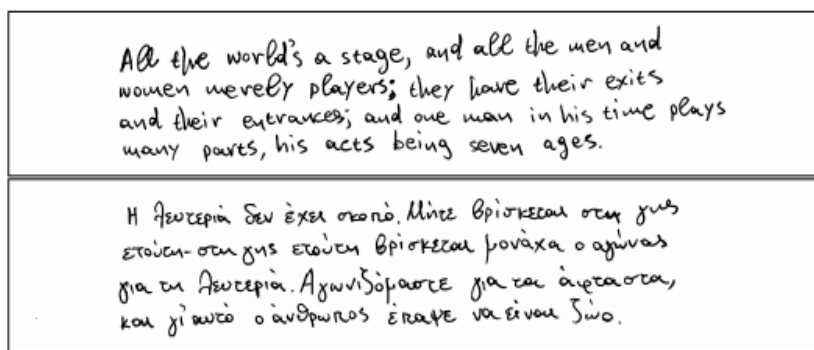 All the world's a stage, and all the men and
women merely players; they have their exits
and their entrances; and one man in his time plays
many parts, his acts being seven ages.
Η λευτεριά δεν έχει σκοπό. Μήτε βρίσκεται στη γης
ετούτη- στη γης ετούτη βρίσκεται μονάχα ο αγώνας
για τη λευτεριά. Αγωνιζόμαστε για τα άφταστα,
και γι' αυτό ο άνθρωπος έπαψε να είναι ζώο.